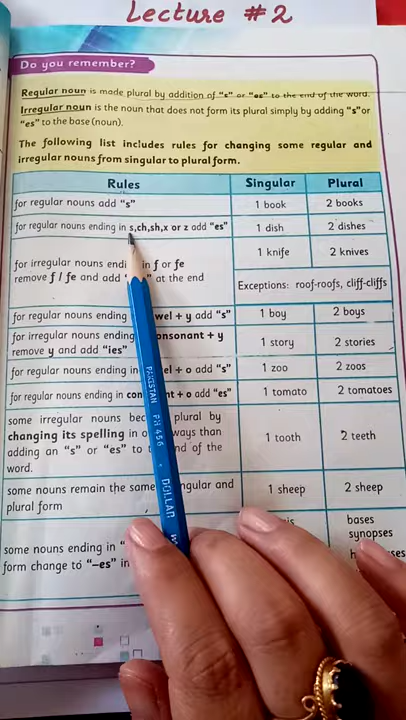 Lecture #2
Do you remember?
Regular noun is made plural by addition of "s" or "es" to the end of the word.
Irregular noun is the noun that does not form its plural simply by adding "s"or
"es" to the base (noun).
The following list includes rules for changing some regular and
irregular nouns from singular to plural form.
Rules Singular Plural
for regular nouns add "s" 1 book 2 books
for regular nouns ending in s,ch,sh,x or z add "es" 1 dish 2 dishes
for irregular nouns in f or fe
remove f / fe and add at the end 1 knife 2 knives
Exceptions: roof-roofs, cliff-cliffs
for regular nouns ending + y add "s" 1 boy 2 boys
for irregular nouns ending + y
remove y and add "ies" 1 story 2 stories
for regular nouns ending + o add "s" 1 zoo 2 zoos
for regular nouns ending in + o add "es" 1 tomato 2 tomatoes
some irregular nouns plural by
changing its spelling in ways than
adding an "s" or "es" to of the
word. 1 tooth 2 teeth
some nouns remain the same and
plural form 1 sheep 2 sheep
some nouns ending in
form change to "–es" in
bases
synopses
PAKISTAN PH 456 DOLLAR